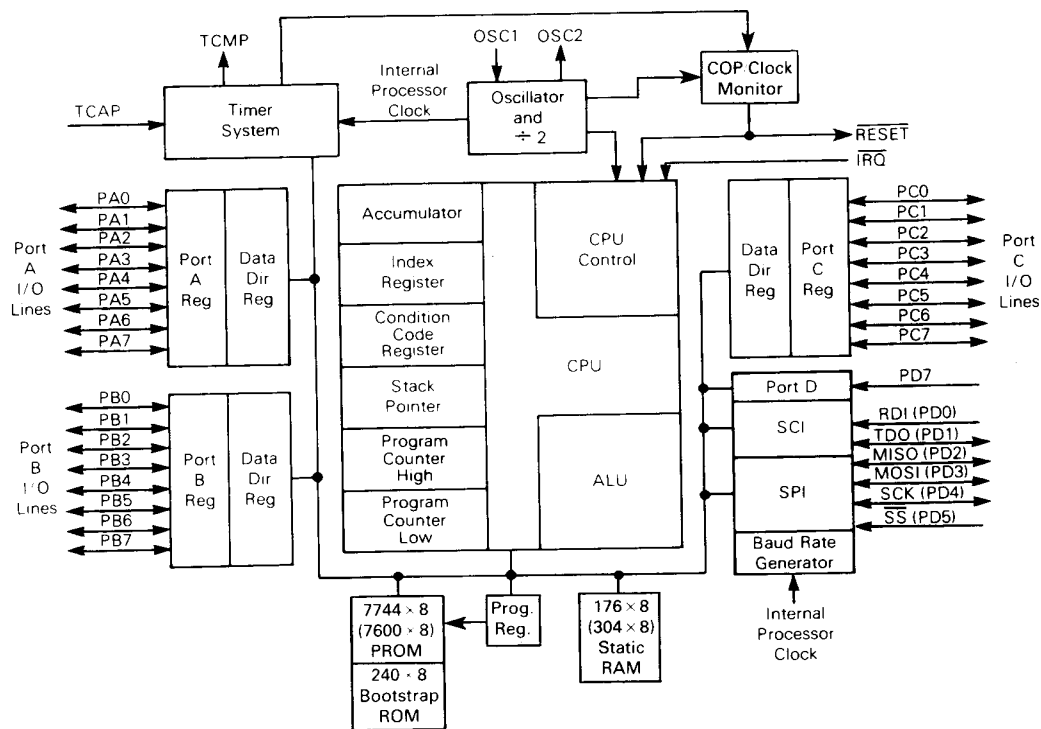 TCMP
OSC1
OSC2
TCAP
Timer
System
Internal
Processor
Clock
Oscillator
and
÷ 2
COP Clock
Monitor
RESET
IRQ
Port
A
I/O
Lines
PA0
PA1
PA2
PA3
PA4
PA5
PA6
PA7
Port
A
Reg
Data
Dir
Reg
Port
B
I/O
Lines
PB0
PB1
PB2
PB3
PB4
PB5
PB6
PB7
Port
B
Reg
Data
Dir
Reg
Accumulator
Index
Register
Condition
Code
Register
Stack
Pointer
Program
Counter
High
Program
Counter
Low
CPU
Control
CPU
ALU
Data
Dir
Reg
Port
C
Reg
PC0
PC1
PC2
PC3
PC4
PC5
PC6
PC7
Port
C
I/O
Lines
Port D
SCI
SPI
Baud Rate
Generator
PD7
RDI (PD0)
TDO (PD1)
MISO (PD2)
MOSI (PD3)
SCK (PD4)
SS (PD5)
Internal
Processor
Clock
7744 × 8
(7600 × 8)
PROM
240 × 8
Bootstrap
ROM
Prog.
Reg.
176 × 8
(304 × 8)
Static
RAM